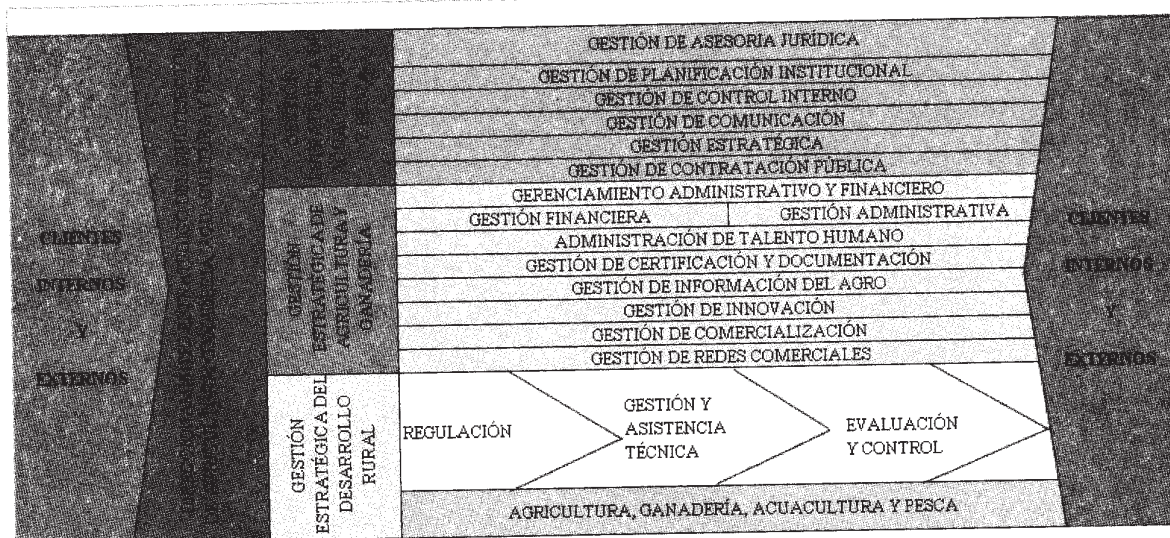 CLIENTES
INTERNOS
Y
EXTERNOS
GESTIÓN DE ASESORIA JURÍDICA
GESTIÓN DE PLANIFICACIÓN INSTITUCIONAL
GESTIÓN DE CONTROL INTERNO
GESTIÓN DE COMUNICACIÓN
GESTIÓN ESTRATÉGICA
GESTIÓN DE CONTRATACIÓN PÚBLICA
GESTIÓN
ESTRATÉGICA DE
AGRICULTURA Y
GANADERÍA
GERENCIAMIENTO ADMINISTRATIVO Y FINANCIERO
GESTIÓN FINANCIERA
GESTIÓN ADMINISTRATIVA
ADMINISTRACIÓN DE TALENTO HUMANO
GESTIÓN DE CERTIFICACIÓN Y DOCUMENTACIÓN
GESTIÓN DE INFORMACIÓN DEL AGRO
GESTIÓN DE INNOVACIÓN
GESTIÓN DE COMERCIALIZACIÓN
GESTIÓN DE REDES COMERCIALES
GESTIÓN
ESTRATÉGICA DEL
DESARROLLO
RURAL
REGULACIÓN
GESTIÓN Y
ASISTENCIA
TÉCNICA
EVALUACIÓN
Y CONTROL
AGRICULTURA, GANADERÍA, ACUACULTURA Y PESCA
CLIENTES
INTERNOS
Y
EXTERNOS